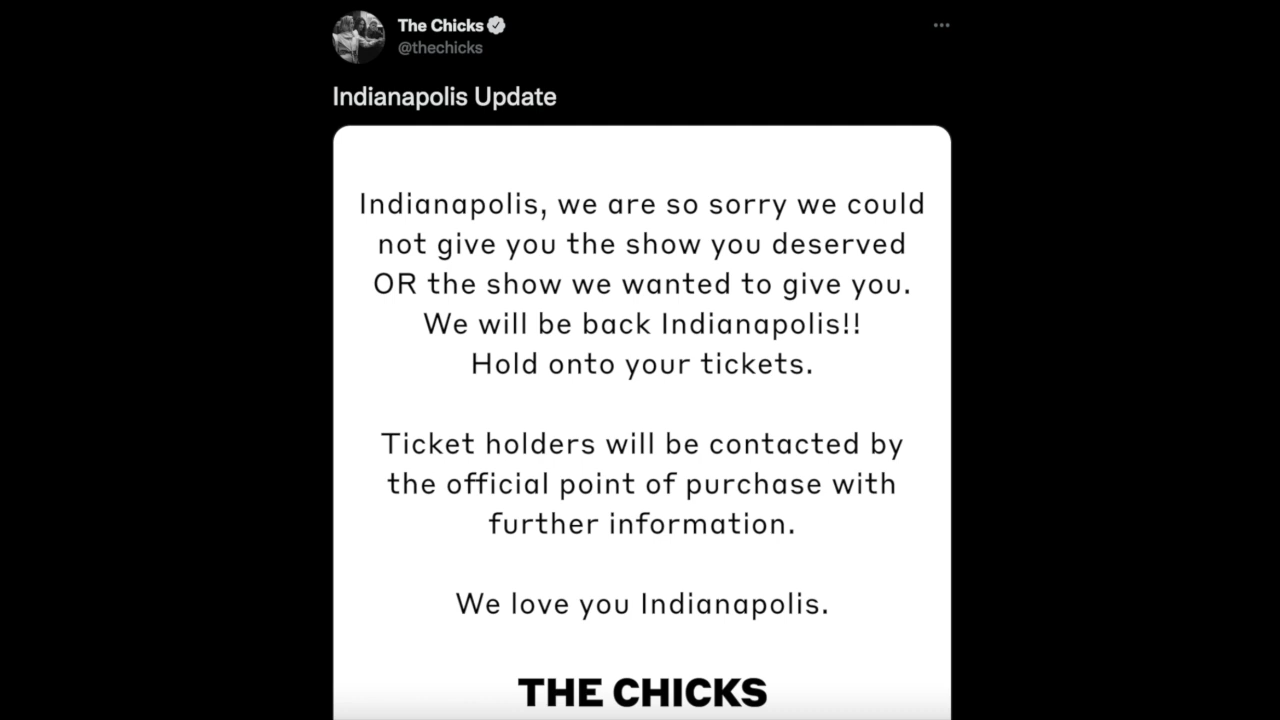 The Chicks
@thechicks
Indianapolis Update
Indianapolis, we are so sorry we could
not give you the show you deserved
OR the show we wanted to give you.
We will be back Indianapolis!!
Hold onto your tickets.
Ticket holders will be contacted by
the official point of purchase with
further information.
We love you Indianapolis.
THE CHICKS